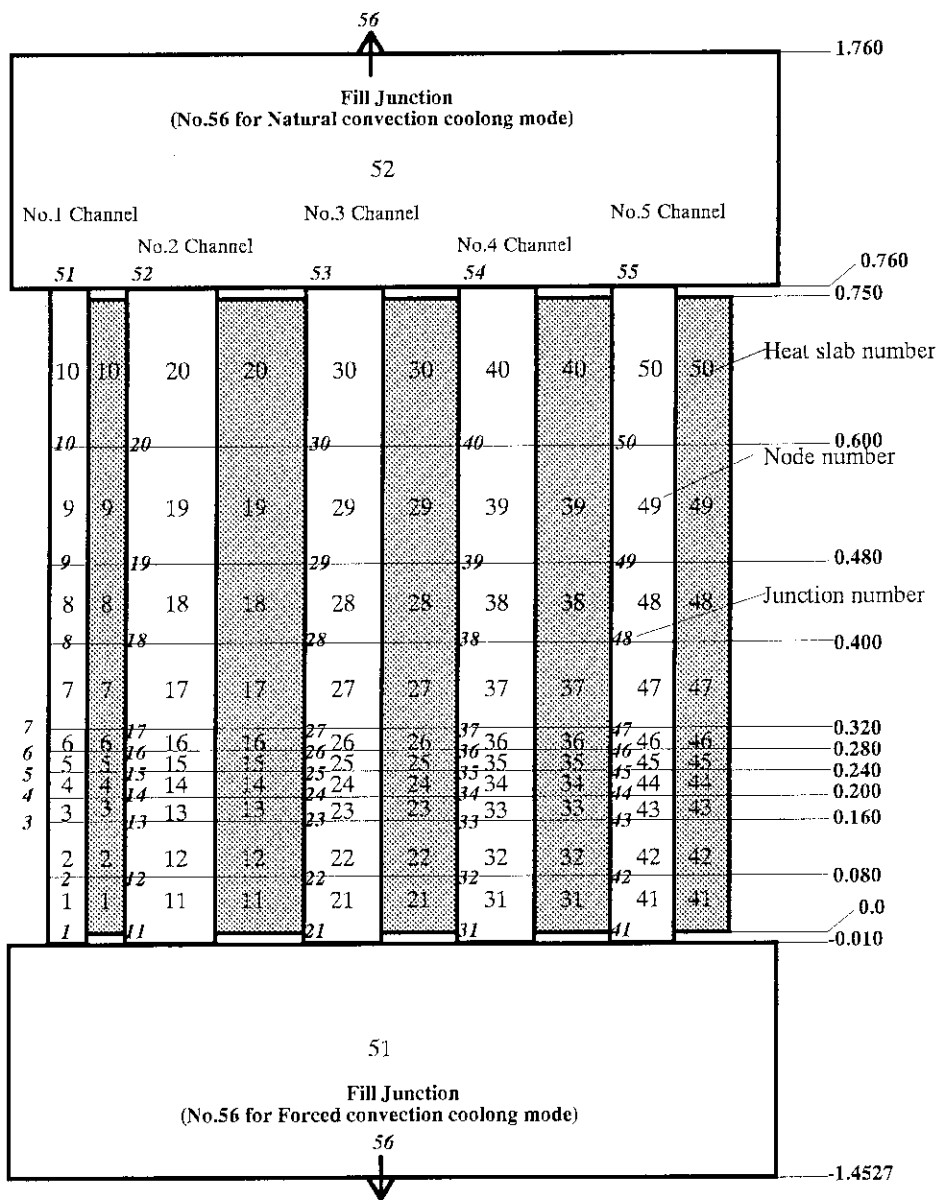 56
1.760
Fill Junction
(No.56 for Natural convection coolong mode)
52
No.1 Channel
No.2 Channel
No.3 Channel
No.4 Channel
No.5 Channel
51 52 53 54 55
0.760
0.750
Heat slab number
10 10 20 20 30 30 40 40 50 50
10 20 30 40 50 0.600
Node number
9 9 19 19 29 29 39 39 49 49
9 19 29 39 49 0.480
8 8 18 18 28 28 38 38 48 48
Junction number
8 18 28 38 48 0.400
7 7 17 17 27 27 37 37 47 47
7 17 27 37 47 0.320
6 6 16 16 26 26 36 36 46 46
6 16 26 36 46 0.280
5 5 15 15 25 25 35 35 45 45
5 15 25 35 45 0.240
4 4 14 14 24 24 34 34 44 44
4 14 24 34 44 0.200
3 3 13 13 23 23 33 33 43 43
3 13 23 33 43 0.160
2 2 12 12 22 22 32 32 42 42
2 12 22 32 42 0.080
1 1 11 11 21 21 31 31 41 41
0.0
1 11 21 31 41
-0.010
51
Fill Junction
(No.56 for Forced convection coolong mode)
56
-1.4527